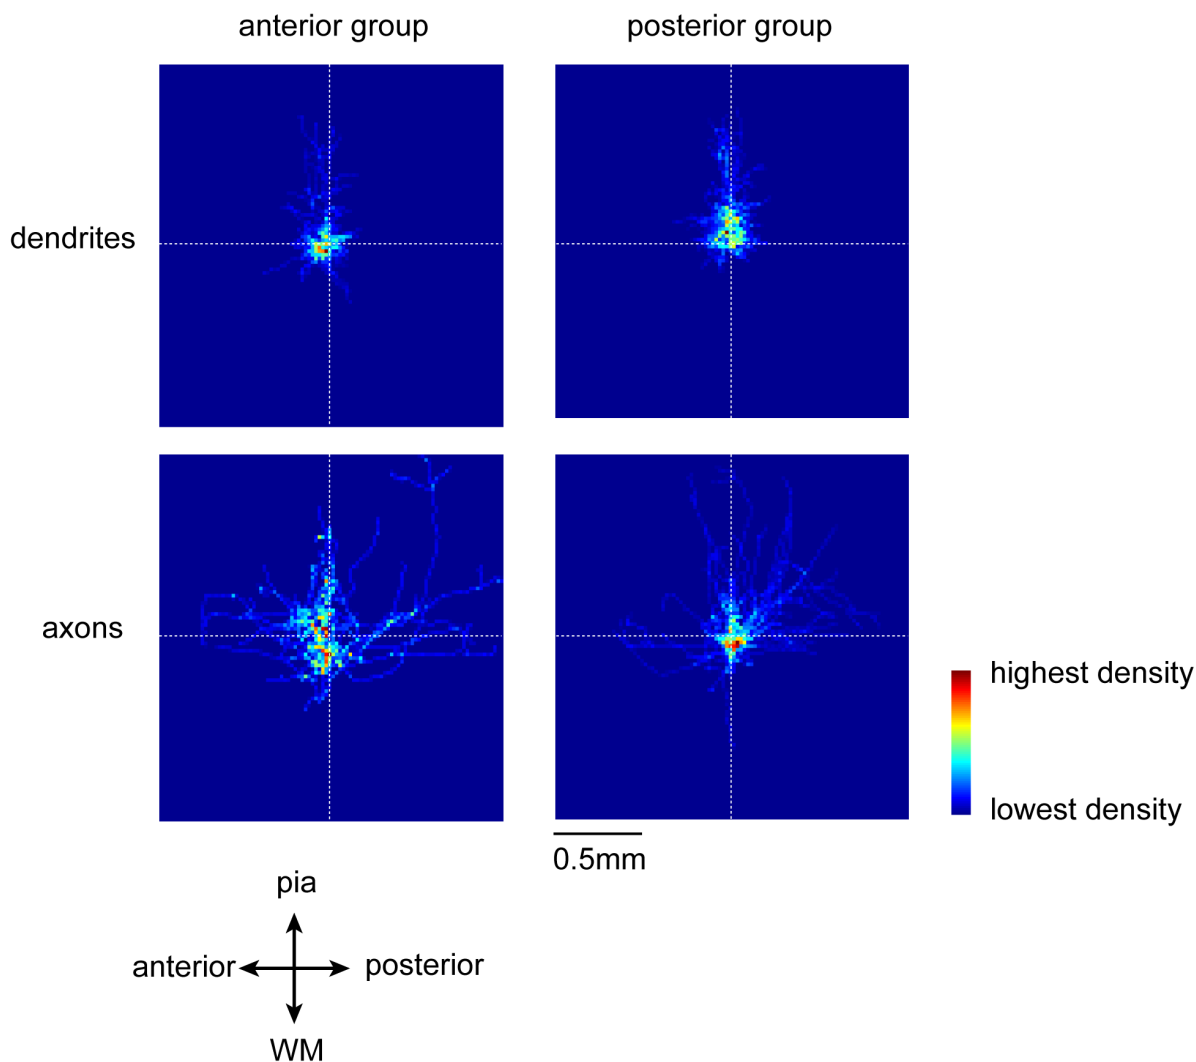 anterior group
posterior group
dendrites
axons
highest density
lowest density
0.5mm
pia
anterior
posterior
WM